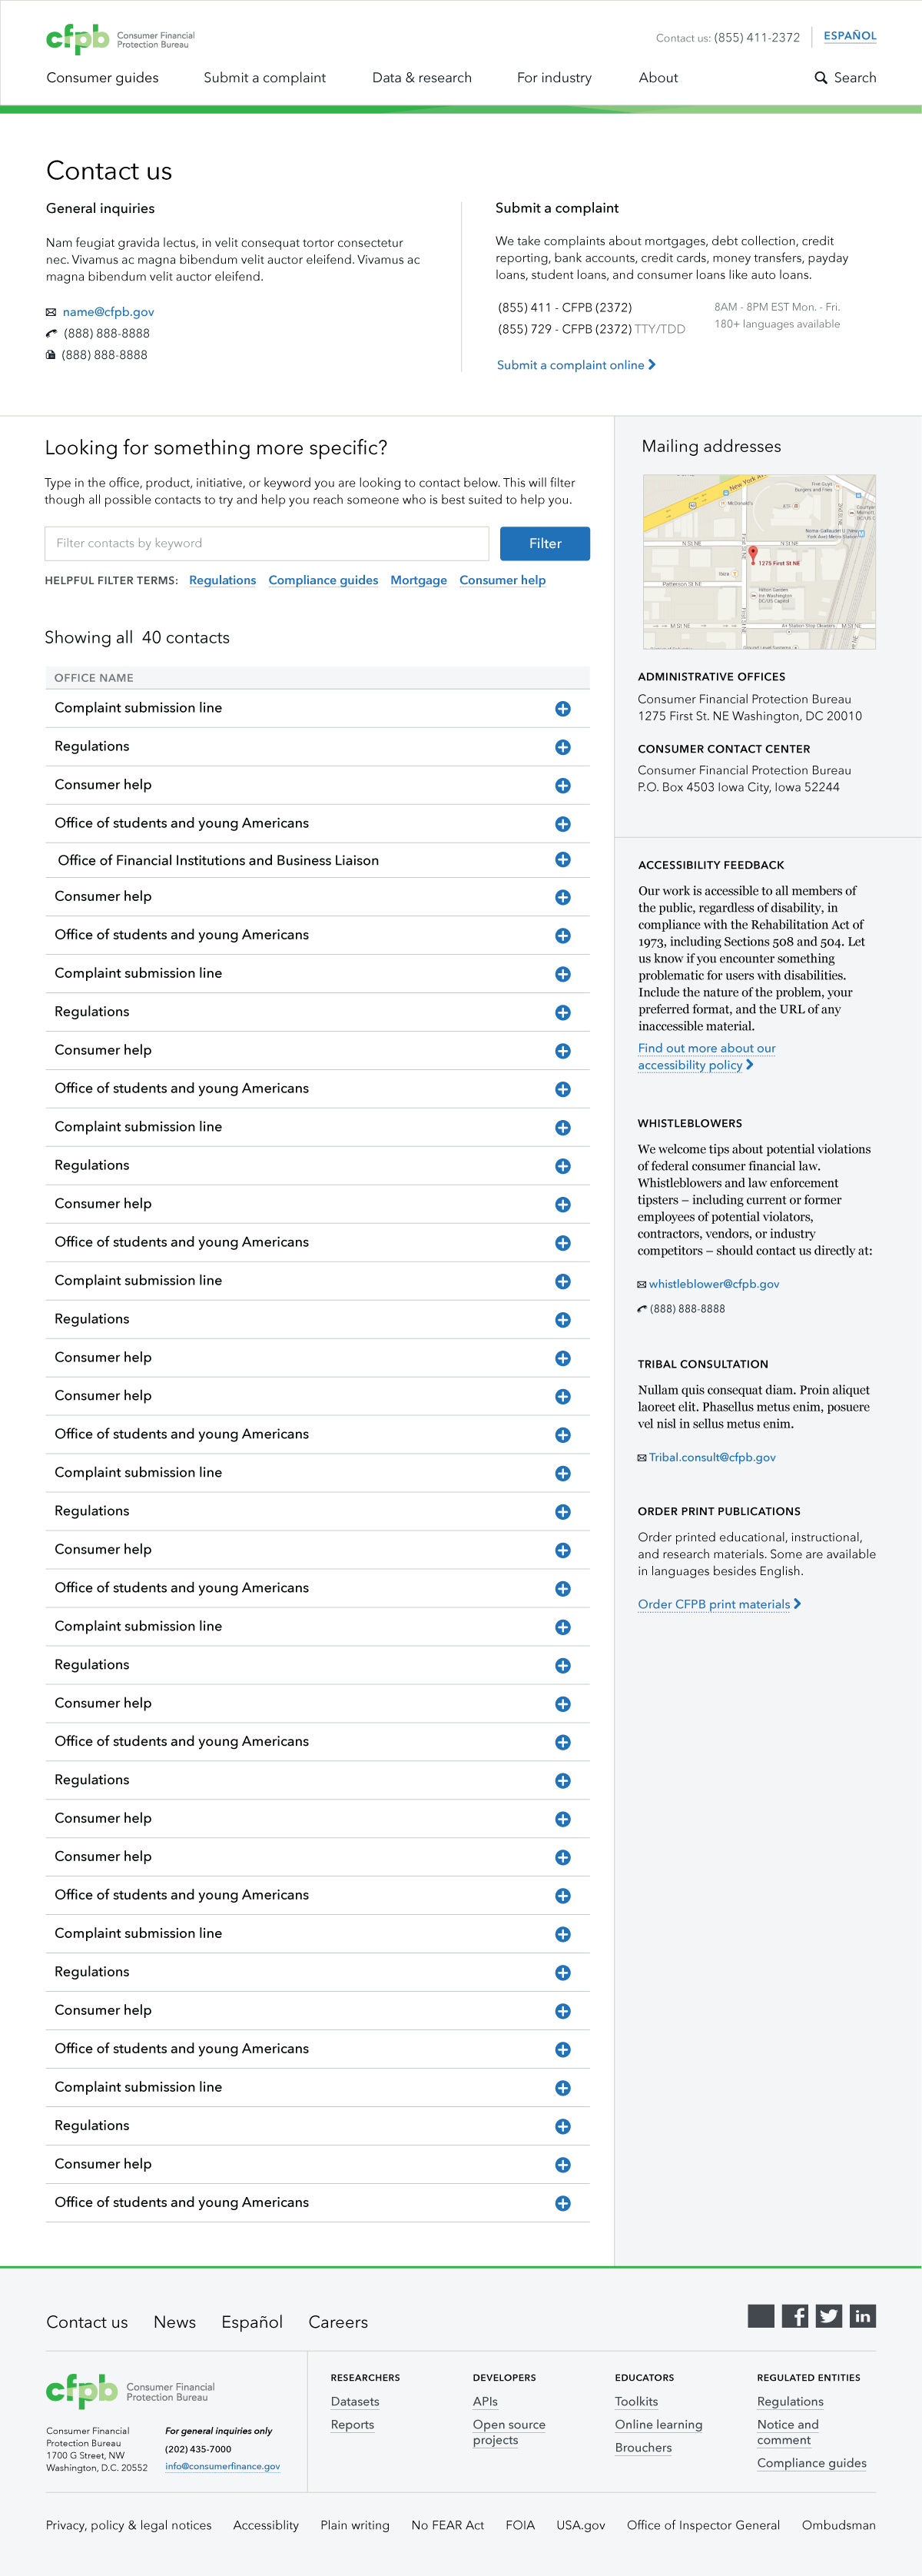 cfpb Consumer Financial
Protection Bureau
Contact us: (855) 411-2372
ESPAÑOL
Consumer guides
Submit a complaint
Data & research
For industry
About
Search
Contact us
General inquiries
Nam feugiat gravida lectus, in velit consequat tortor consectetur
nec. Vivamus ac magna bibendum velit auctor eleifend. Vivamus ac
magna bibendum velit auctor eleifend.
name@cfpb.gov
(888) 888-8888
(888) 888-8888
Submit a complaint
We take complaints about mortgages, debt collection, credit
reporting, bank accounts, credit cards, money transfers, payday
loans, student loans, and consumer loans like auto loans.
(855) 411 - CFPB (2372)
(855) 729 - CFPB (2372) TTY/TDD
8AM - 8PM EST Mon. - Fri.
180+ languages available
Submit a complaint online
Looking for something more specific?
Type in the office, product, initiative, or keyword you are looking to contact below. This will filter
though all possible contacts to try and help you reach someone who is best suited to help you.
Filter contacts by keyword
Filter
HELPFUL FILTER TERMS: Regulations Compliance guides Mortgage Consumer help
Showing all 40 contacts
OFFICE NAME
Complaint submission line
Regulations
Consumer help
Office of students and young Americans
Office of Financial Institutions and Business Liaison
Consumer help
Office of students and young Americans
Complaint submission line
Regulations
Consumer help
Office of students and young Americans
Complaint submission line
Regulations
Consumer help
Office of students and young Americans
Complaint submission line
Regulations
Consumer help
Consumer help
Office of students and young Americans
Complaint submission line
Regulations
Consumer help
Office of students and young Americans
Complaint submission line
Regulations
Consumer help
Office of students and young Americans
Regulations
Consumer help
Consumer help
Office of students and young Americans
Complaint submission line
Regulations
Consumer help
Office of students and young Americans
Complaint submission line
Regulations
Consumer help
Office of students and young Americans
Mailing addresses
New York
McDonald's
Five Guys
Burgers and Fries
N St NE
N St NE
1275 First St NE
Patterson St NE
Hilton Garden
Inn Washington
DC/US Capitol
M St NE
M St NE
ADMINISTRATIVE OFFICES
Consumer Financial Protection Bureau
1275 First St. NE Washington, DC 20010
CONSUMER CONTACT CENTER
Consumer Financial Protection Bureau
P.O. Box 4503 Iowa City, Iowa 52244
ACCESSIBILITY FEEDBACK
Our work is accessible to all members of
the public, regardless of disability, in
compliance with the Rehabilitation Act of
1973, including Sections 508 and 504. Let
us know if you encounter something
problematic for users with disabilities.
Include the nature of the problem, your
preferred format, and the URL of any
inaccessible material.
Find out more about our
accessibility policy
WHISTLEBLOWERS
We welcome tips about potential violations
of federal consumer financial law.
Whistleblowers and law enforcement
tipsters – including current or former
employees of potential violators,
contractors, vendors, or industry
competitors – should contact us directly at:
whistleblower@cfpb.gov
(888) 888-8888
TRIBAL CONSULTATION
Nullam quis consequat diam. Proin aliquet
laoreet elit. Phasellus metus enim, posuere
vel nisl in sellus metus enim.
Tribal.consult@cfpb.gov
ORDER PRINT PUBLICATIONS
Order printed educational, instructional,
and research materials. Some are available
in languages besides English.
Order CFPB print materials
Contact us
News
Español
Careers
cfpb Consumer Financial
Protection Bureau
Consumer Financial
Protection Bureau
1700 G Street, NW
Washington, D.C. 20552
For general inquiries only
(202) 435-7000
info@consumerfinance.gov
RESEARCHERS
Datasets
Reports
DEVELOPERS
APIs
Open source
projects
EDUCATORS
Toolkits
Online learning
Brouchers
REGULATED ENTITIES
Regulations
Notice and
comment
Compliance guides
Privacy, policy & legal notices
Accessiblity
Plain writing
No FEAR Act
FOIA
USA.gov
Office of Inspector General
Ombudsman